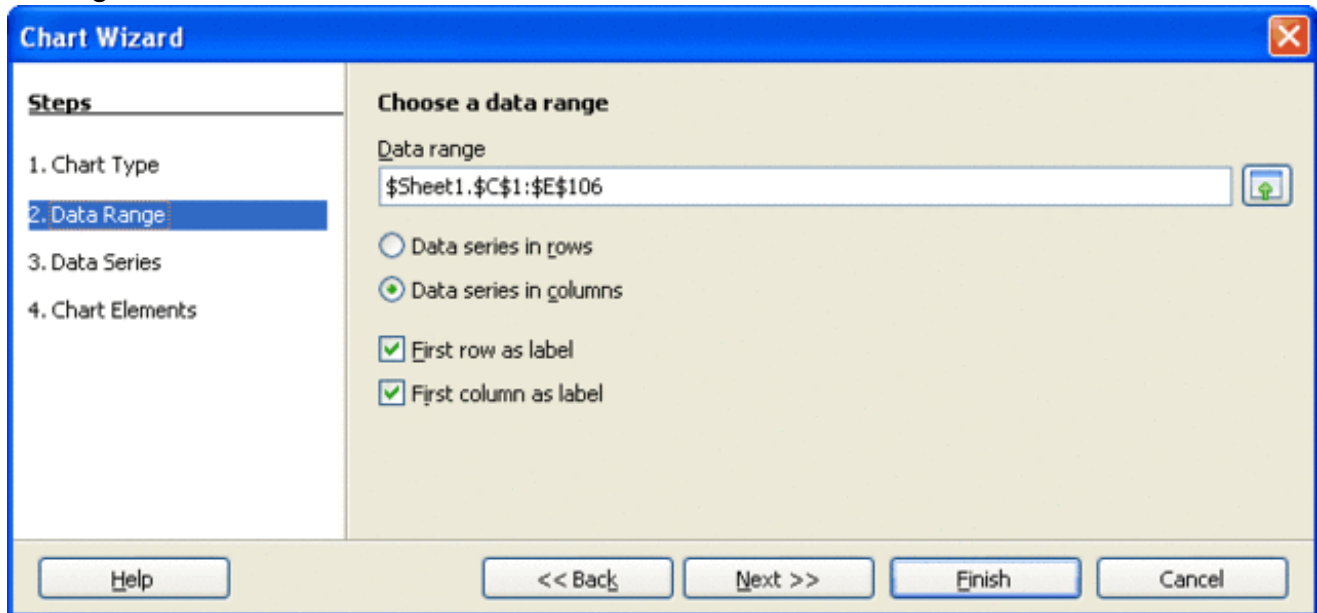 Chart Wizard
Steps
1. Chart Type
2. Data Range
3. Data Series
4. Chart Elements
Choose a data range
Data range
$Sheet1.$C$1:$E$106
Data series in rows
Data series in columns
First row as label
First column as label
Help
<< Back
Next >>
Finish
Cancel